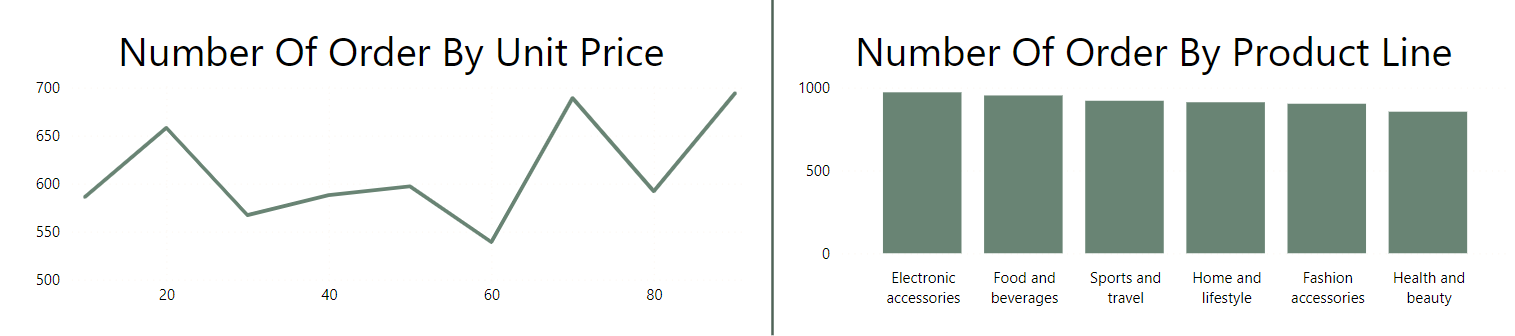 Number Of Order By Unit Price
700
650
600
550
500
20 40 60 80
Number Of Order By Product Line
1000
500
0
Electronic accessories
Food and beverages
Sports and travel
Home and lifestyle
Fashion accessories
Health and beauty